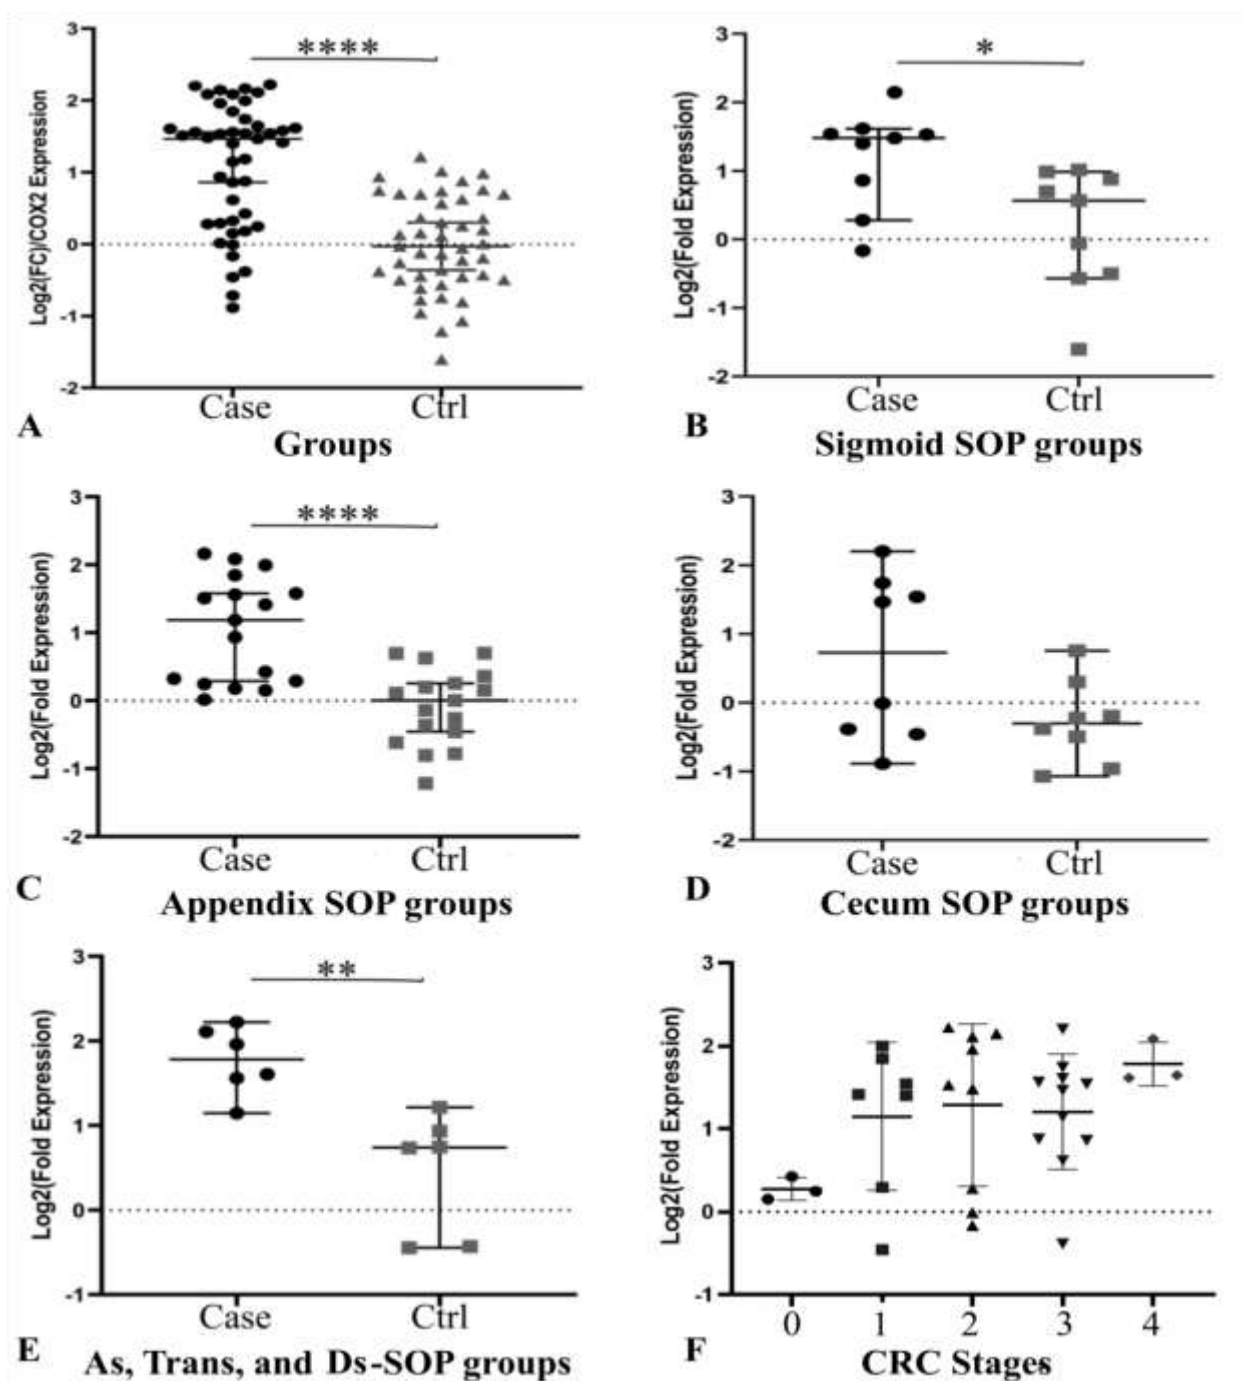 3
2
1
0
-1
-2
Log2(FC)/COX2 Expression
****
Case Ctrl
A
Groups
3
2
1
0
-1
-2
Log2(Fold Expression)
*
Case Ctrl
B
Sigmoid SOP groups
3
2
1
0
-1
-2
Log2(Fold Expression)
****
Case Ctrl
C
Appendix SOP groups
3
2
1
0
-1
-2
Log2(Fold Expression)
Case Ctrl
D
Cecum SOP groups
3
2
1
0
-1
Log2(Fold Expression)
**
Case Ctrl
E
As, Trans, and Ds-SOP groups
3
2
1
0
-1
Log2(Fold Expression)
0 1 2 3 4
F
CRC Stages